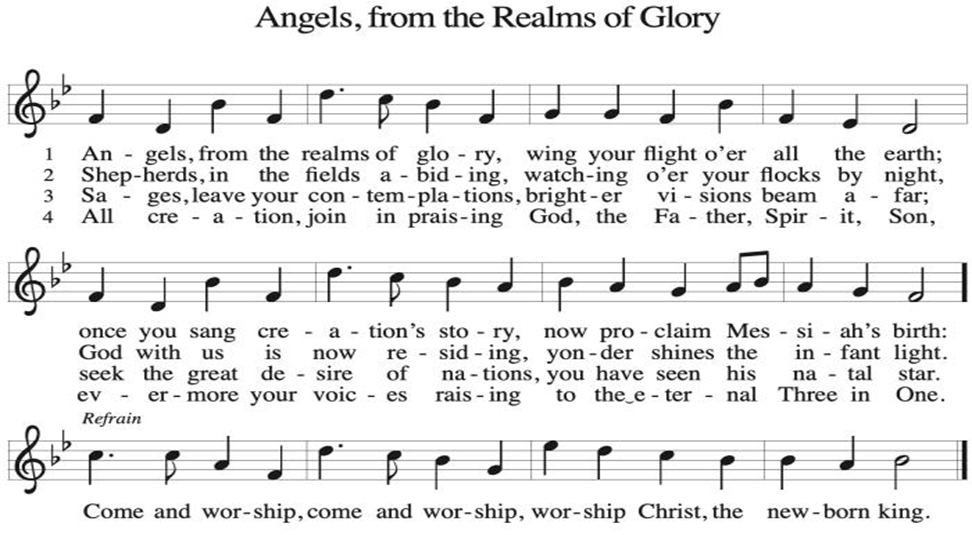 Angels, from the Realms of Glory
1 An - gels, from the realms of glo - ry, wing your flight o'er all the earth;
2 Shep-herds, in the fields a - bid - ing, watch-ing o'er your flocks by night,
3 Sa - ges, leave your con - tem - pla - tions, bright - er vi - sions beam a - far;
4 All cre - a - tion, join in prais - ing God, the Fa - ther, Spir - it, Son,
once you sang cre - a - tion's sto - ry, now pro - claim Mes - si - ah's birth:
God with us is now re - sid - ing, yon - der shines the in - fant light.
seek the great de - sire of na - tions, you have seen his na - tal star.
ev - er - more your voic - es rais - ing to the‿e - ter - nal Three in One.
Refrain
Come and wor - ship, come and wor - ship, wor - ship Christ, the new - born king.